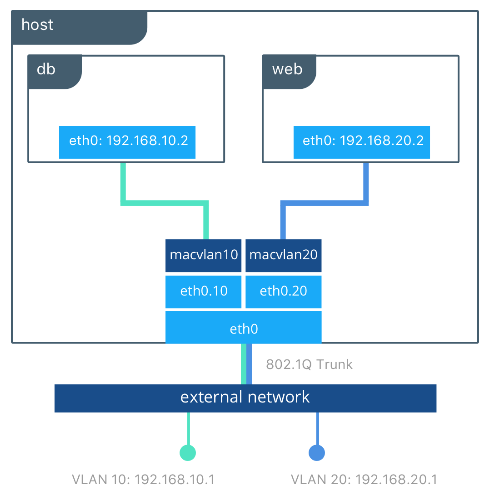 host
db
web
eth0: 192.168.10.2
eth0: 192.168.20.2
macvlan10
macvlan20
eth0.10
eth0.20
eth0
802.1Q Trunk
external network
VLAN 10: 192.168.10.1
VLAN 20: 192.168.20.1